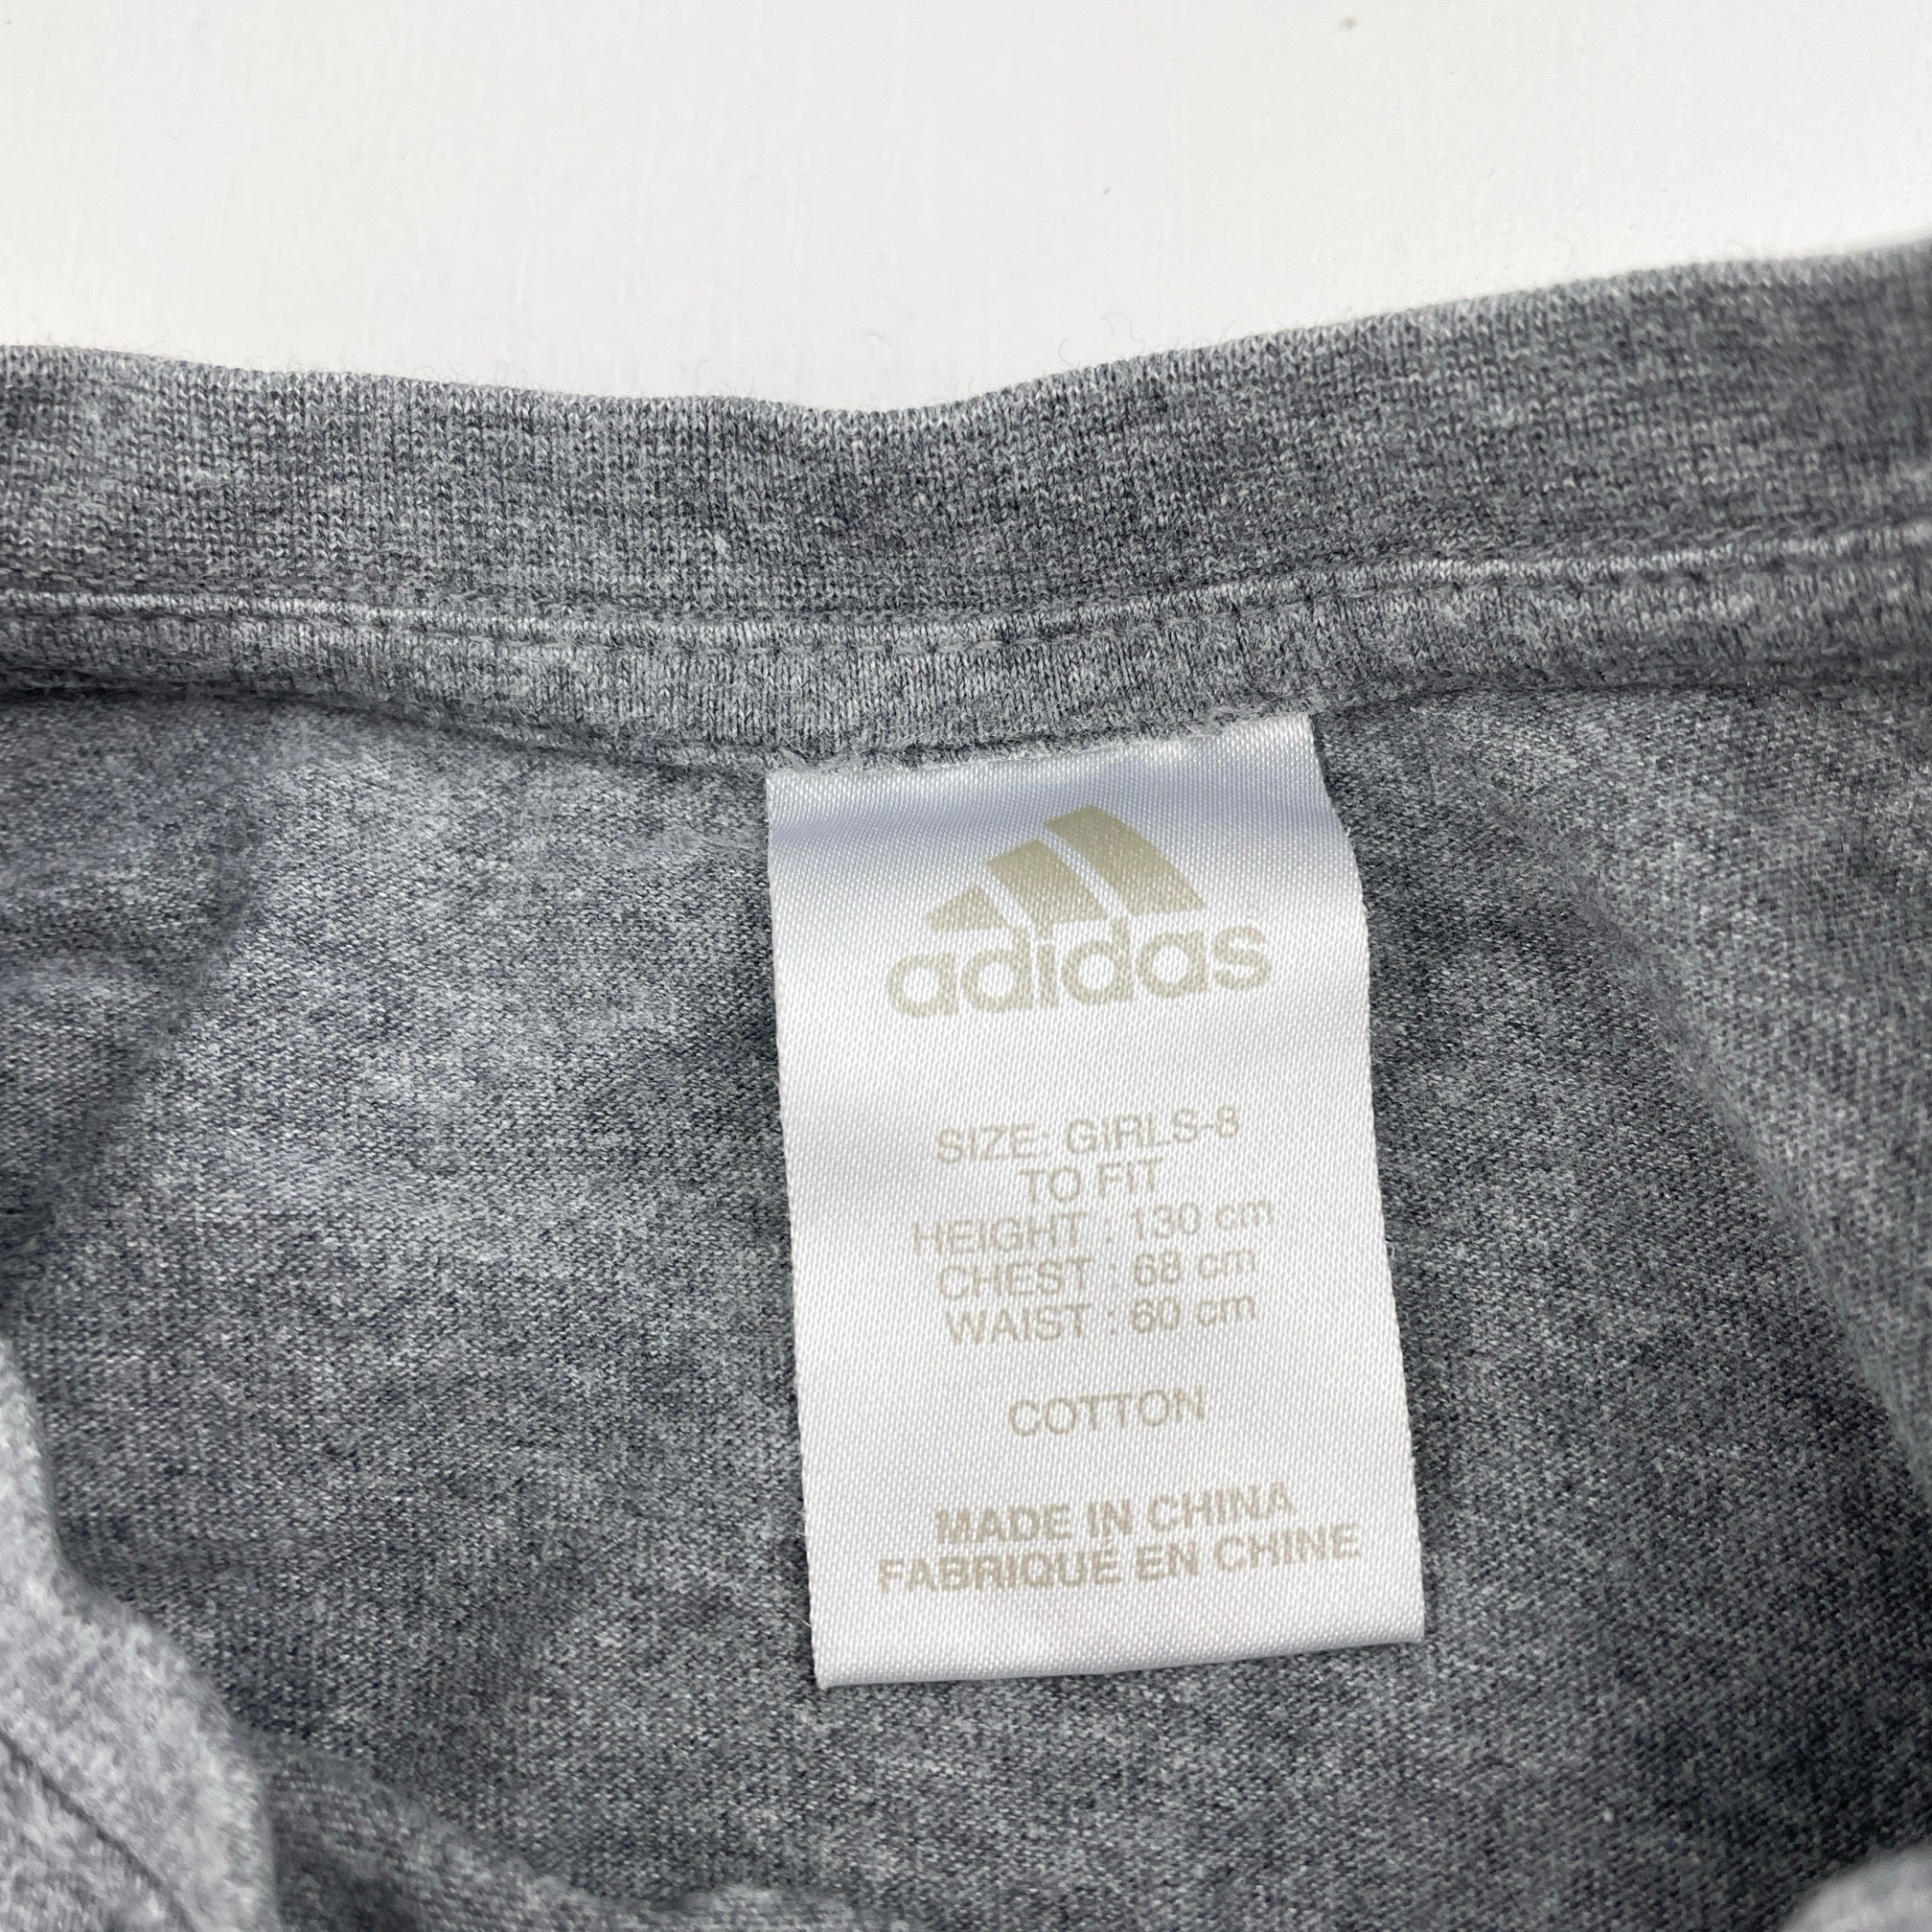 adidas
SIZE: GIRLS-8
TO FIT
HEIGHT : 130 cm
CHEST : 68 cm
WAIST : 60 cm
COTTON
MADE IN CHINA
FABRIQUE EN CHINE